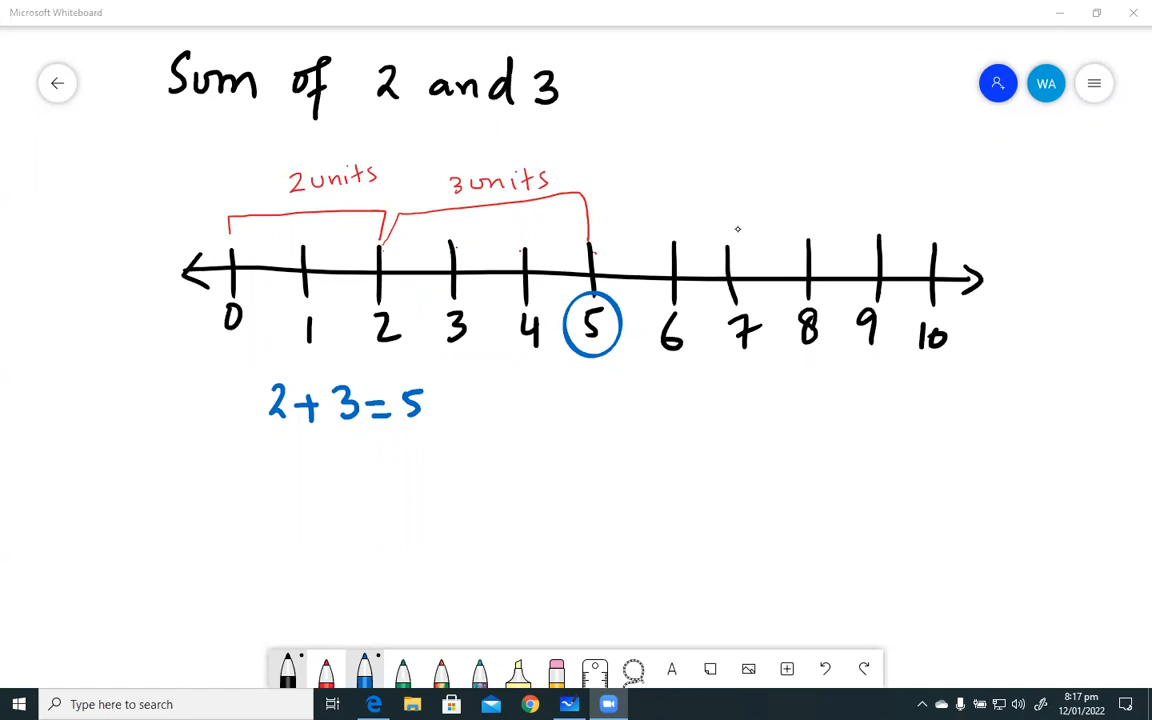 Microsoft Whiteboard
Sum of 2 and 3
WA
2 units 3 units
0 1 2 3 4 5 6 7 8 9 10
2 + 3 = 5
A
Type here to search
8:17 pm
12/01/2022